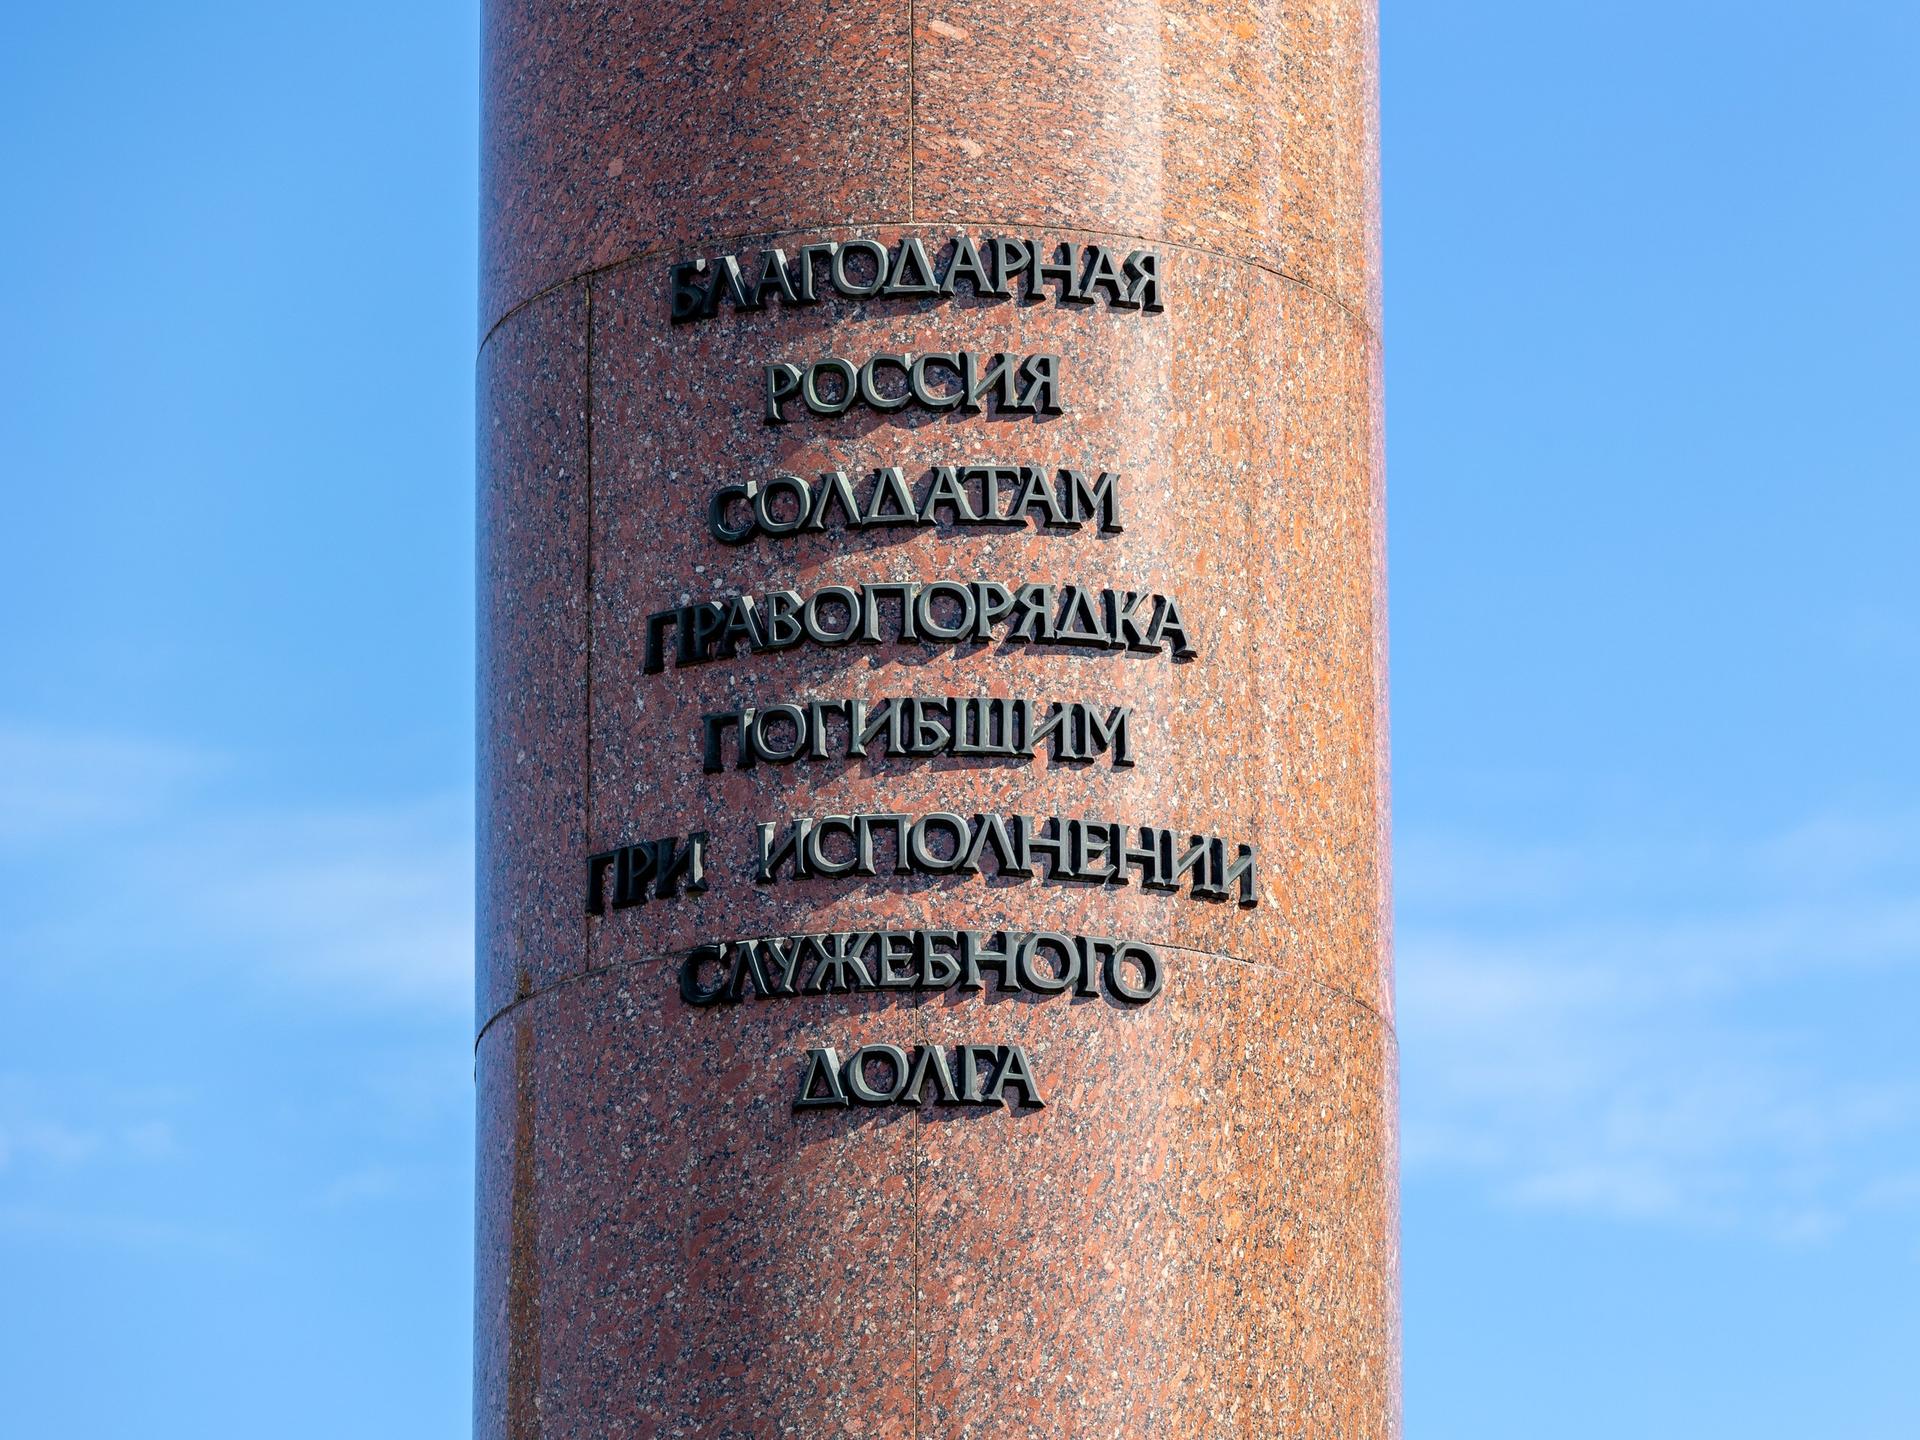 БЛАГОДАРНАЯ
РОССИЯ
СОЛДАТАМ
ПРАВОПОРЯДКА
ПОГИБШИМ
ПРИ ИСПОЛНЕНИИ
СЛУЖЕБНОГО
ДОЛГА